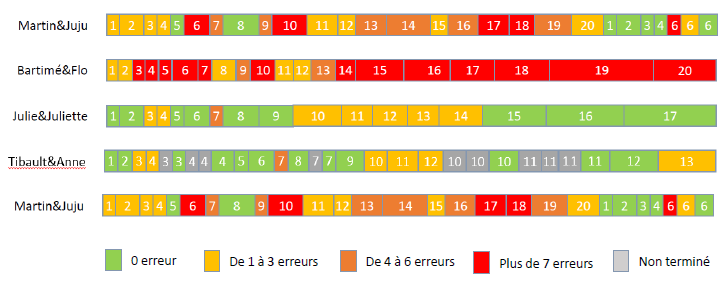 Martin&Juju 1 2 3 4 5 6 7 8 9 10 11 12 13 14 15 16 17 18 19 20 1 2 3 4 6 6 6
Bartimé&Flo 1 2 3 4 5 6 7 8 9 10 11 12 13 14 15 16 17 18 19 20
Julie&Juliette 1 2 3 4 5 6 7 8 9 10 11 12 13 14 15 16 17
Tibault&Anne 1 2 3 4 3 3 4 4 4 5 6 7 8 7 7 9 10 11 12 10 10 10 11 11 11 11 12 13
Martin&Juju 1 2 3 4 5 6 7 8 9 10 11 12 13 14 15 16 17 18 19 20 1 2 3 4 6 6 6
0 erreur De 1 à 3 erreurs De 4 à 6 erreurs Plus de 7 erreurs Non terminé